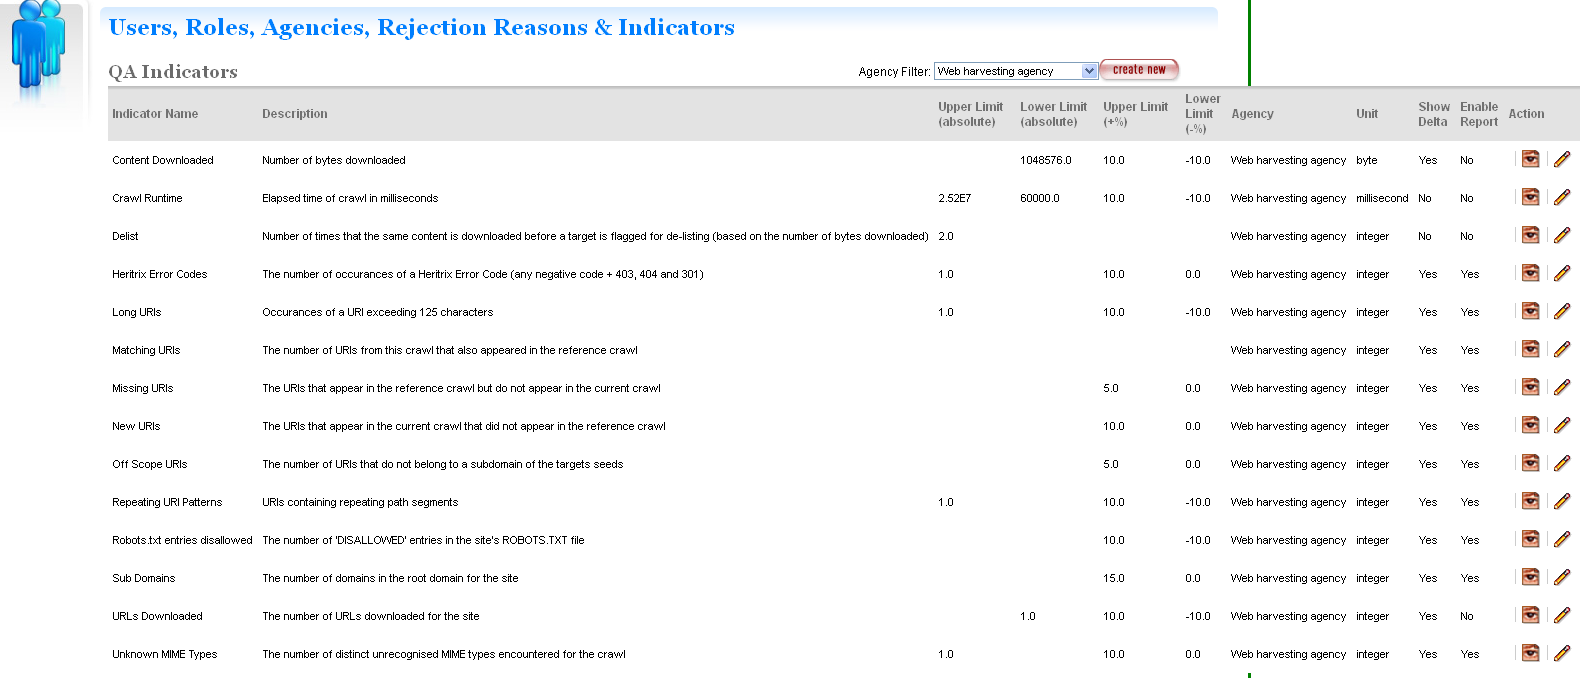 Users, Roles, Agencies, Rejection Reasons & Indicators
QA Indicators Agency Filter: Web harvesting agency create new
Indicator Name Description Upper Limit (absolute) Lower Limit (absolute) Upper Limit (+%) Lower Limit (-%) Agency Unit Show Delta Enable Report Action
Content Downloaded Number of bytes downloaded 1048576.0 10.0 -10.0 Web harvesting agency byte Yes No
Crawl Runtime Elapsed time of crawl in milliseconds 2.52E7 60000.0 10.0 -10.0 Web harvesting agency millisecond No No
Delist Number of times that the same content is downloaded before a target is flagged for de-listing (based on the number of bytes downloaded) 2.0 Web harvesting agency integer No No
Heritrix Error Codes The number of occurances of a Heritrix Error Code (any negative code + 403, 404 and 301) 1.0 10.0 0.0 Web harvesting agency integer Yes Yes
Long URIs Occurances of a URI exceeding 125 characters 1.0 10.0 -10.0 Web harvesting agency integer Yes Yes
Matching URIs The number of URIs from this crawl that also appeared in the reference crawl Web harvesting agency integer Yes Yes
Missing URIs The URIs that appear in the reference crawl but do not appear in the current crawl 5.0 0.0 Web harvesting agency integer Yes Yes
New URIs The URIs that appear in the current crawl that did not appear in the reference crawl 10.0 0.0 Web harvesting agency integer Yes Yes
Off Scope URIs The number of URIs that do not belong to a subdomain of the targets seeds 5.0 0.0 Web harvesting agency integer Yes Yes
Repeating URI Patterns URIs containing repeating path segments 1.0 10.0 -10.0 Web harvesting agency integer Yes Yes
Robots.txt entries disallowed The number of 'DISALLOWED' entries in the site's ROBOTS.TXT file 10.0 -10.0 Web harvesting agency integer Yes Yes
Sub Domains The number of domains in the root domain for the site 15.0 0.0 Web harvesting agency integer Yes Yes
URLs Downloaded The number of URLs downloaded for the site 1.0 10.0 -10.0 Web harvesting agency integer Yes No
Unknown MIME Types The number of distinct unrecognised MIME types encountered for the crawl 1.0 10.0 0.0 Web harvesting agency integer Yes Yes